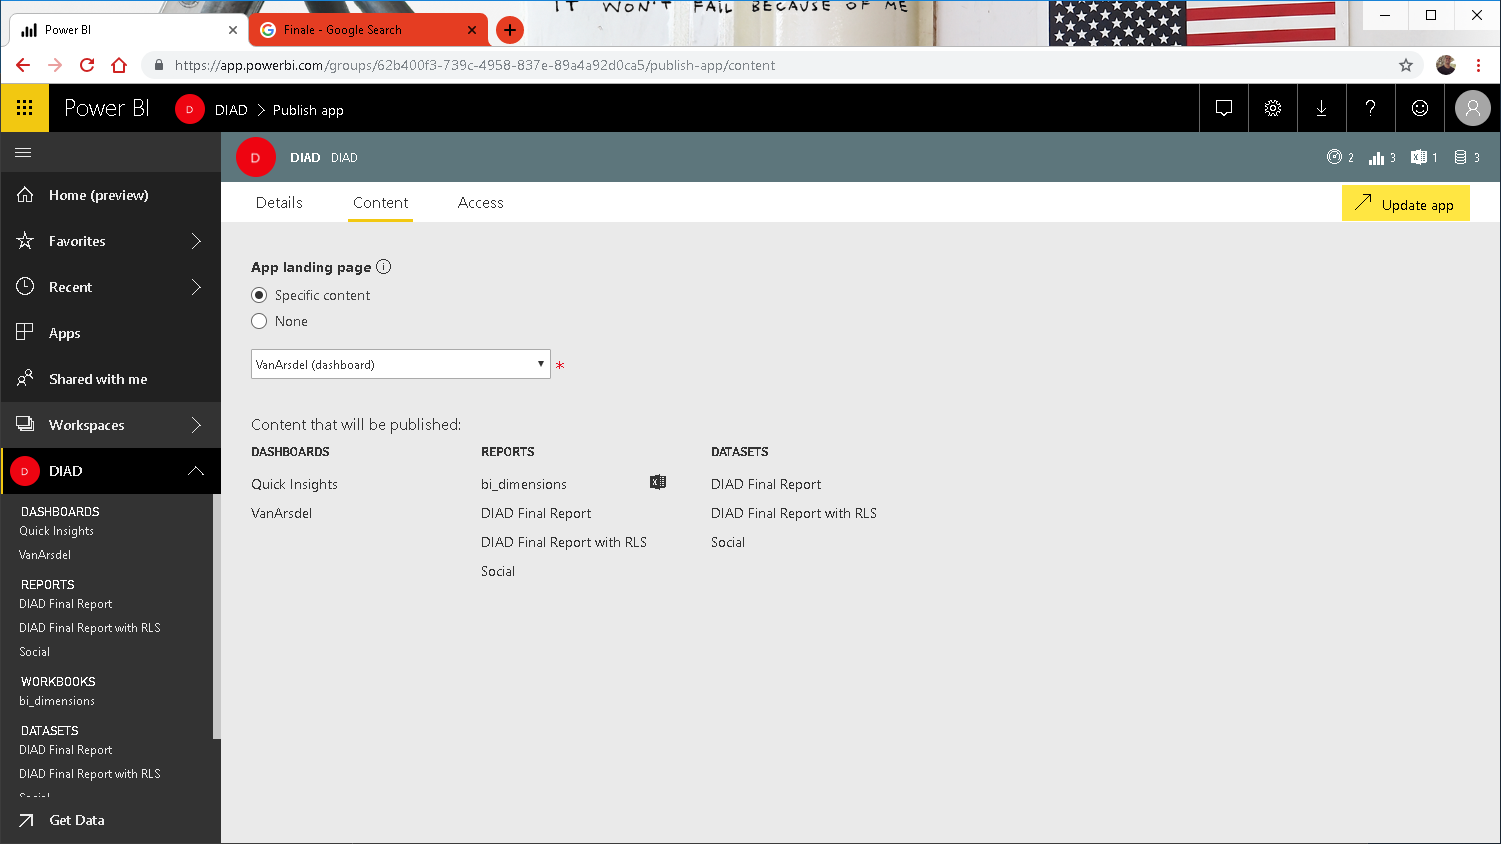 IT WON'T FAIL BECAUSE OF ME
Power BI
Finale - Google Search
https://app.powerbi.com/groups/62b400f3-739c-4958-837e-89a4a92d0ca5/publish-app/content
Power BI D DIAD > Publish app
D DIAD DIAD 2 3 1 3
Home (preview)
Favorites
Recent
Apps
Shared with me
Workspaces
D DIAD
DASHBOARDS
Quick Insights
VanArsdel
REPORTS
DIAD Final Report
DIAD Final Report with RLS
Social
WORKBOOKS
bi_dimensions
DATASETS
DIAD Final Report
DIAD Final Report with RLS
Social
Get Data
Details Content Access Update app
App landing page
Specific content
None
VanArsdel (dashboard) *
Content that will be published:
DASHBOARDS
Quick Insights
VanArsdel
REPORTS
bi_dimensions
DIAD Final Report
DIAD Final Report with RLS
Social
DATASETS
DIAD Final Report
DIAD Final Report with RLS
Social